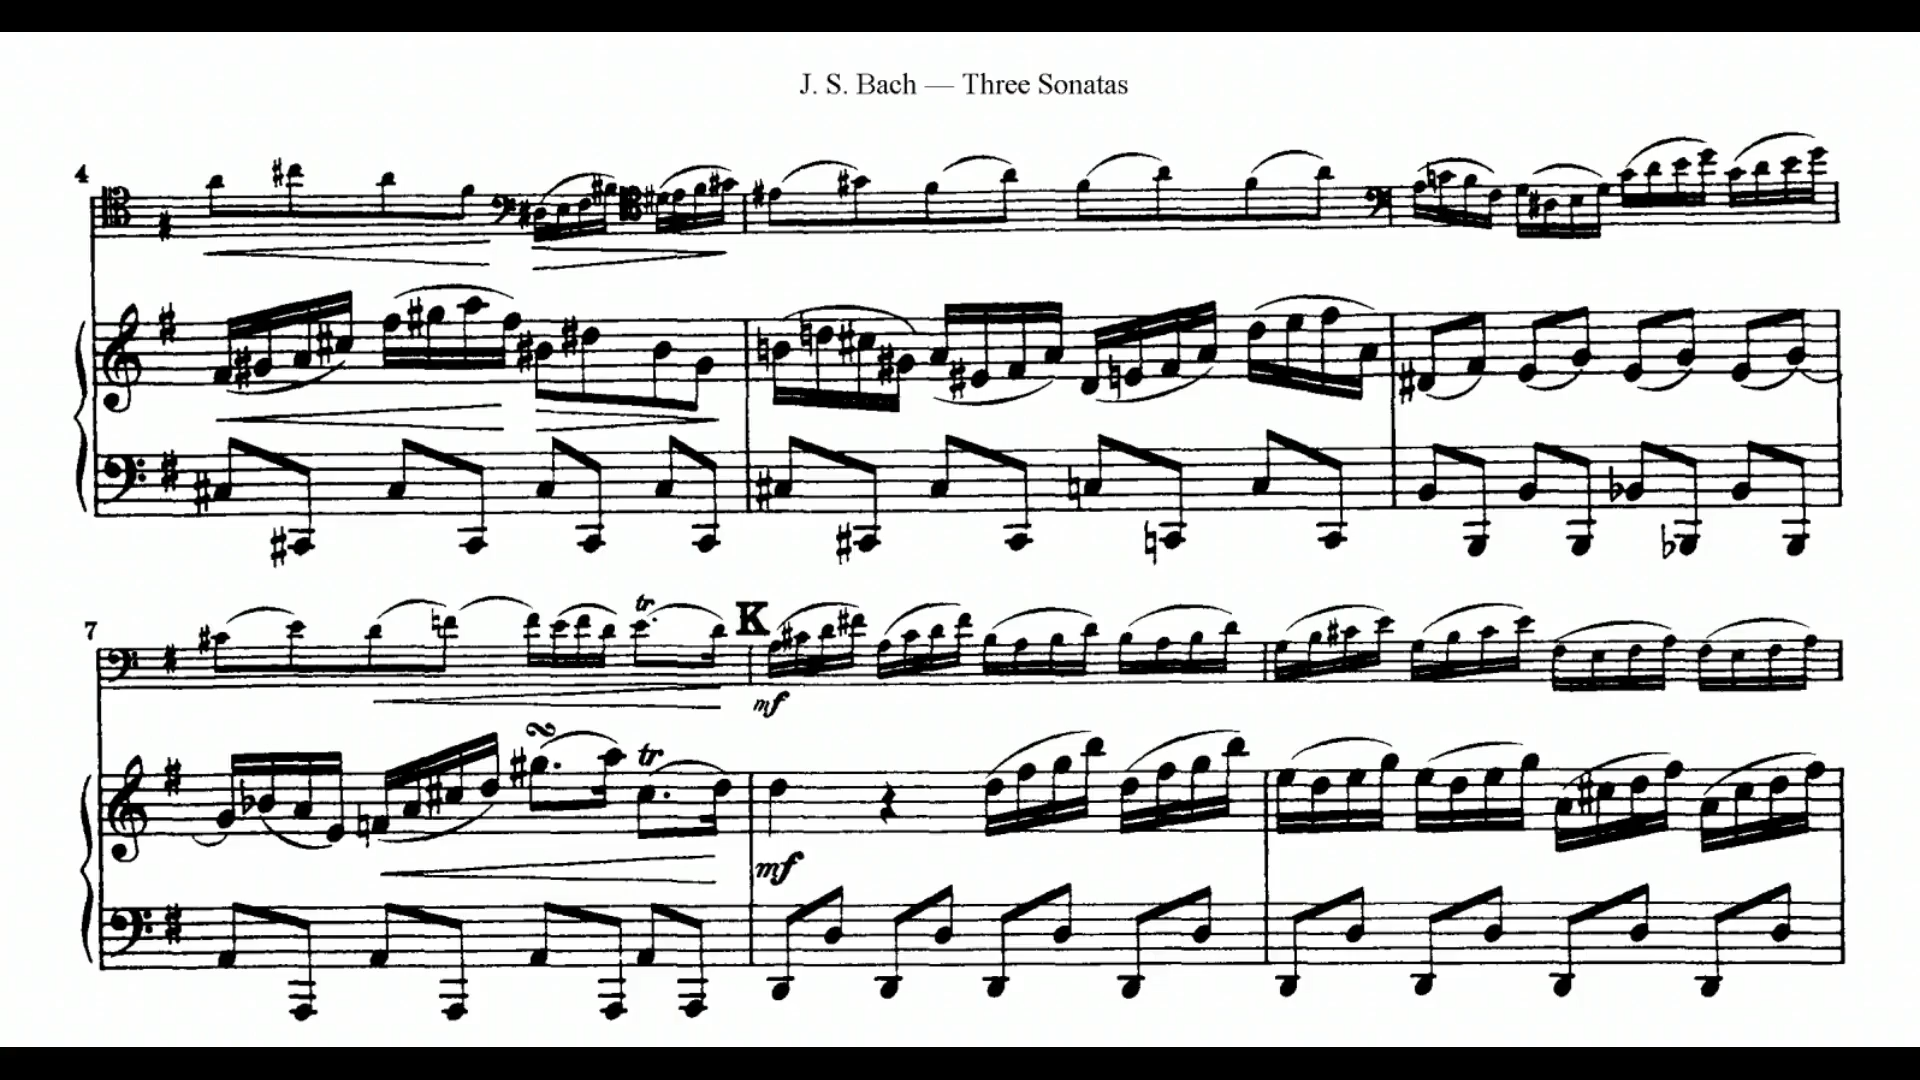 J. S. Bach — Three Sonatas
4
7
tr
K
tr
mf
mf